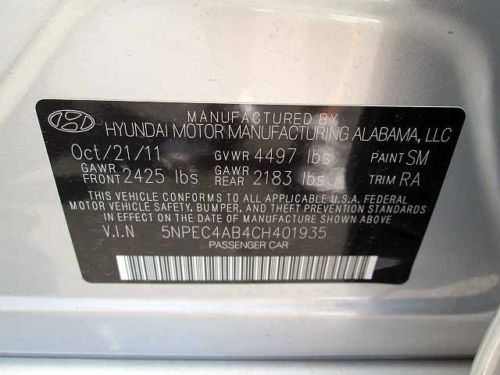 MANUFACTURED BY
HYUNDAI MOTOR MANUFACTURING ALABAMA, LLC
Oct/21/11 GVWR 4497 lbs PAINT SM
GAWR FRONT 2425 lbs GAWR REAR 2183 lbs TRIM RA
THIS VEHICLE CONFORMS TO ALL APPLICABLE U.S.A FEDERAL
MOTOR VEHICLE SAFETY, BUMPER, AND THEFT PREVENTION STANDARDS
IN EFFECT ON THE DATE OF MANUFACTURE SHOWN ABOVE
V.I.N 5NPEC4AB4CH401935
PASSENGER CAR